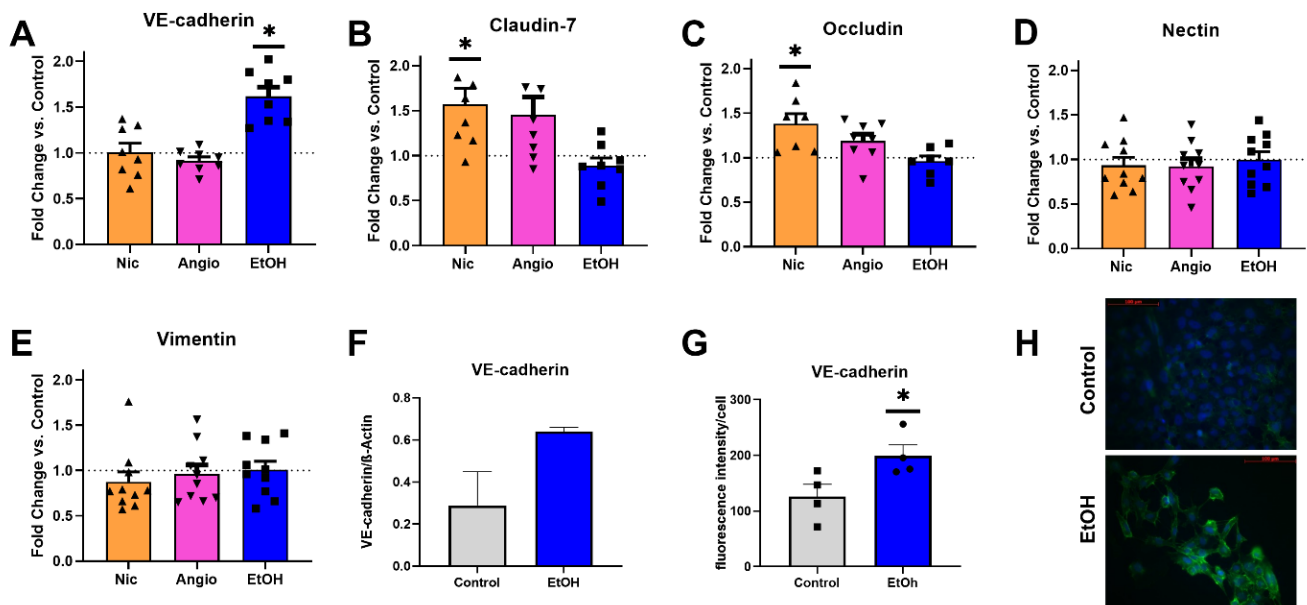 A
VE-cadherin
Fold Change vs. Control
2.0
1.5
1.0
0.5
0.0
*
Nic Angio EtOH
B
Claudin-7
Fold Change vs. Control
2.0
1.5
1.0
0.5
0.0
*
Nic Angio EtOH
C
Occludin
Fold Change vs. Control
2.0
1.5
1.0
0.5
0.0
*
Nic Angio EtOH
D
Nectin
Fold Change vs. Control
2.0
1.5
1.0
0.5
0.0
Nic Angio EtOH
E
Vimentin
Fold Change vs. Control
2.0
1.5
1.0
0.5
0.0
Nic Angio EtOH
F
VE-cadherin
VE-cadherin/ß-Actin
0.8
0.6
0.4
0.2
Control EtOH
G
VE-cadherin
fluorescence intensity/cell
300
200
100
0
*
Control EtOh
H
Control
EtOH